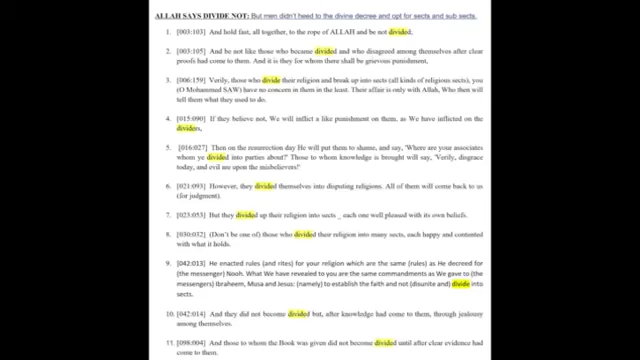 ALLAH SAYS DIVIDE NOT: But men didn't heed to the divine decree and opt for sects and sub sects.
1. [003:103] And hold fast, all together, to the rope of ALLAH and be not divided;
2. [003:105] And be not like those who became divided and who disagreed among themselves after clear
proofs had come to them. And it is they for whom there shall be grievous punishment,
3. [006:159] Verily, those who divide their religion and break up into sects (all kinds of religious sects), you
(O Mohammed SAW) have no concern in them in the least. Their affair is only with Allah, Who then will
tell them what they used to do.
4. [015:090] If they believe not, We will inflict a like punishment on them, as We have inflicted on the
dividers,
5. [016:027] Then on the resurrection day He will put them to shame, and say, 'Where are your associates
whom ye divided into parties about?' Those to whom knowledge is brought will say, 'Verily, disgrace
today, and evil are upon the misbelievers!'
6. [021:093] However, they divided themselves into disputing religions. All of them will come back to us
(for judgment).
7. [023:053] But they divided up their religion into sects _ each one well pleased with its own beliefs.
8. [030:032] (Don't be one of) those who divided their religion into many sects, each happy and contented
with what it holds.
9. [042:013] He enacted rules (and rites) for your religion which are the same (rules) as He decreed for
(the messenger) Nooh. What We have revealed to you are the same commandments as We gave to (the
messengers) Ibraheem, Musa and Jesus: (namely) to establish the faith and not (disunite and) divide into
sects.
10. [042:014] And they did not become divided but, after knowledge had come to them, through jealousy
among themselves.
11. [098:004] And those to whom the Book was given did not become divided until after clear evidence had
come to them.